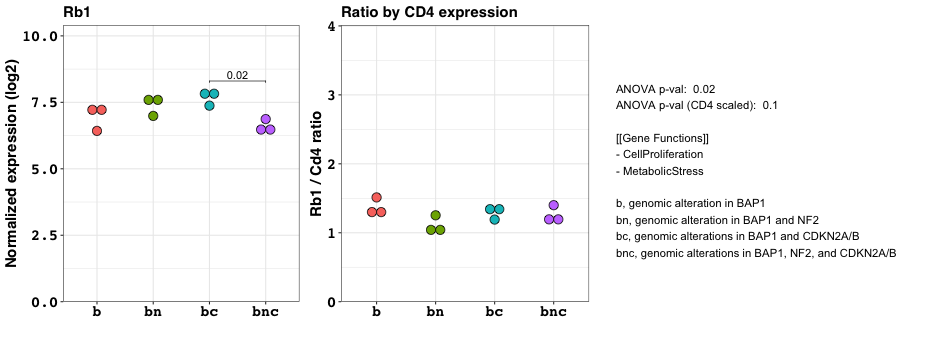 Rb1
Normalized expression (log2)
10.0
7.5
5.0
2.5
0.0
0.02
b bn bc bnc
Ratio by CD4 expression
Rb1 / Cd4 ratio
4
3
2
1
0
b bn bc bnc
ANOVA p-val: 0.02
ANOVA p-val (CD4 scaled): 0.1
[[Gene Functions]]
- CellProliferation
- MetabolicStress
b, genomic alteration in BAP1
bn, genomic alteration in BAP1 and NF2
bc, genomic alterations in BAP1 and CDKN2A/B
bnc, genomic alterations in BAP1, NF2, and CDKN2A/B